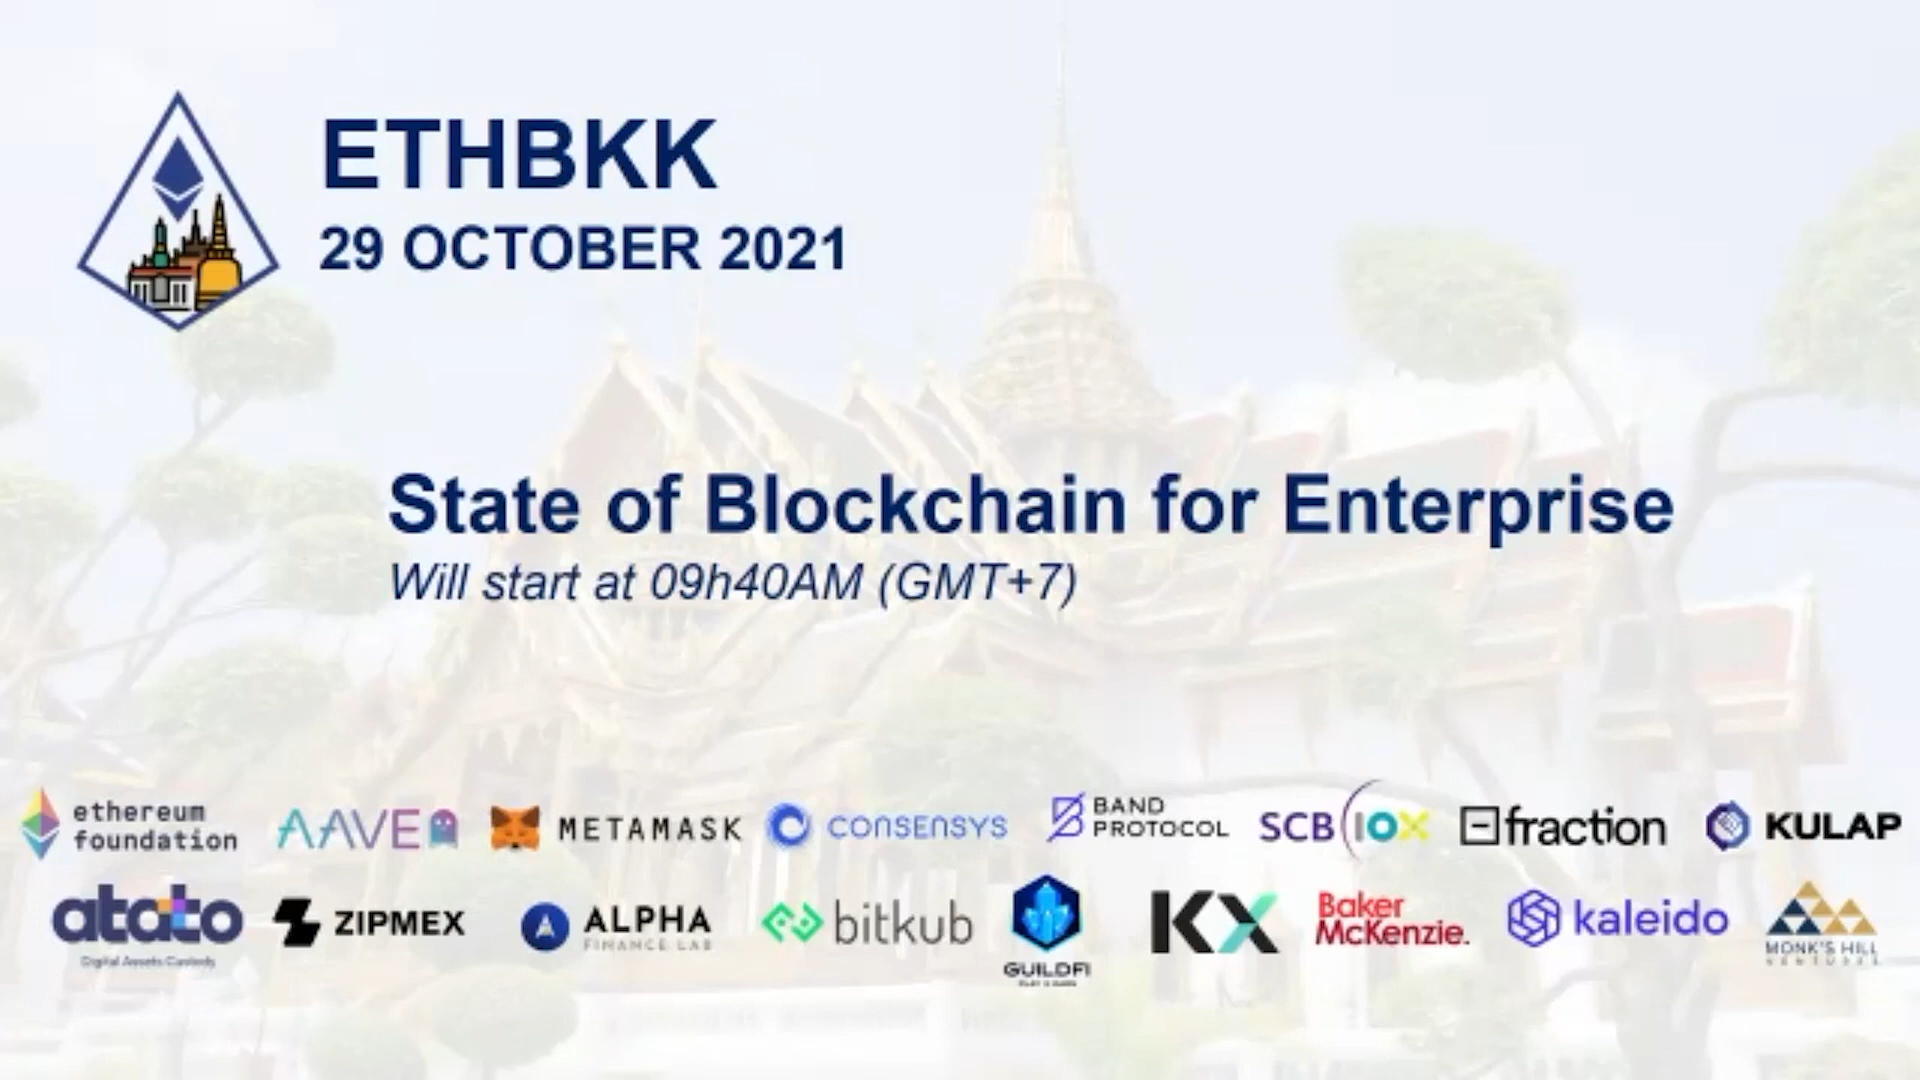 ETHBKK
29 OCTOBER 2021
State of Blockchain for Enterprise
Will start at 09h40AM (GMT+7)
ethereum
foundation
AAVE
METAMASK
CONSENSYS
BAND
PROTOCOL
SCB 10X
fraction
KULAP
atato
Digital Assets Custody
ZIPMEX
ALPHA
FINANCE LAB
bitkub
GUILDFI
KX
Baker
McKenzie.
kaleido
MONK'S HILL
VENTURES